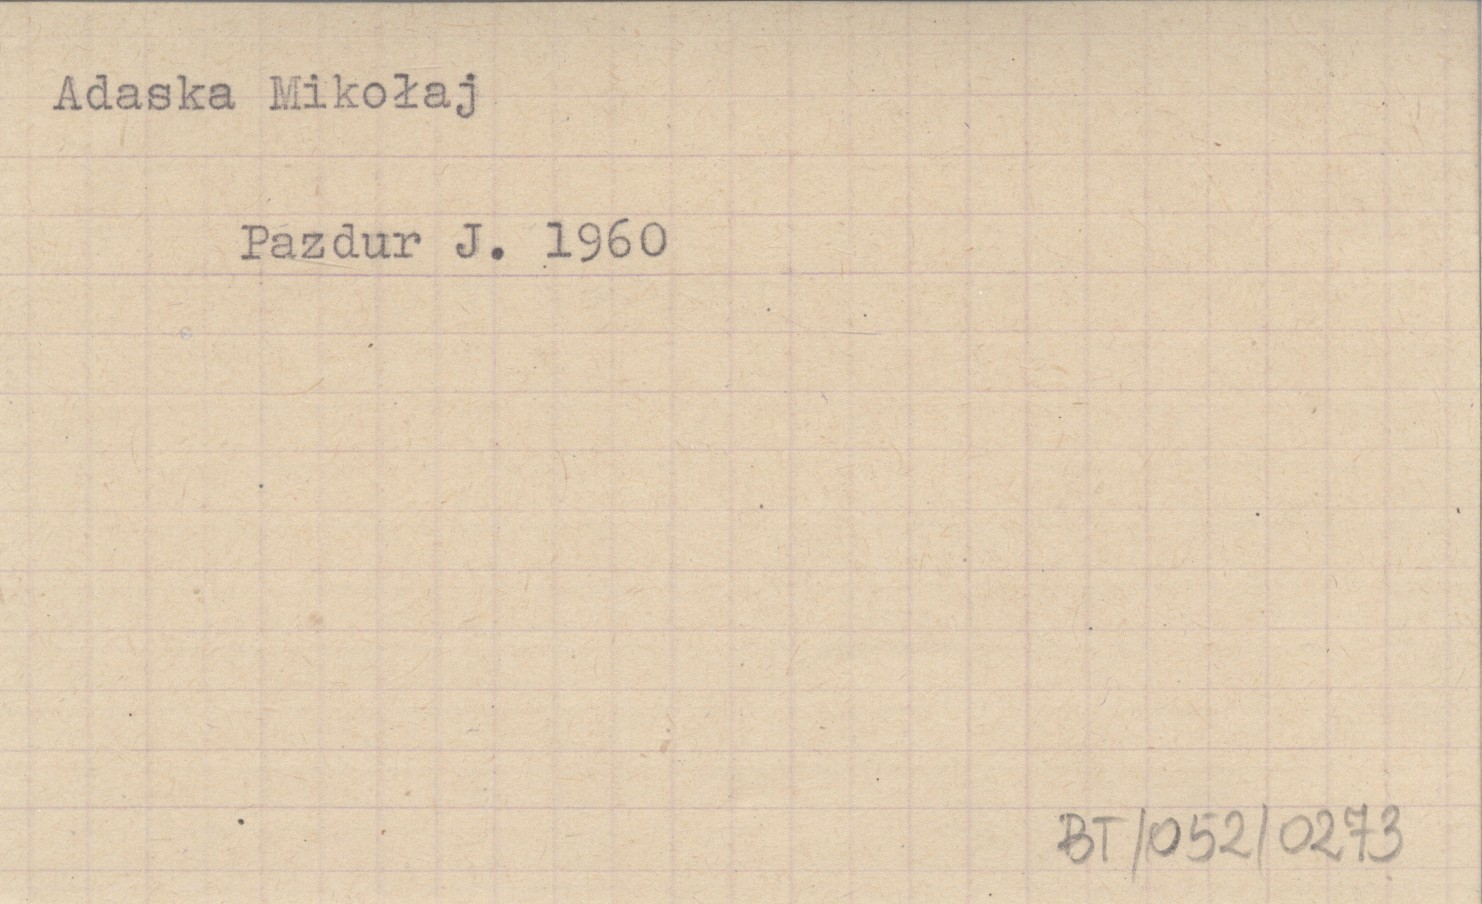 Adaska Mikołaj
Pazdur J. 1960
BT/052/0273